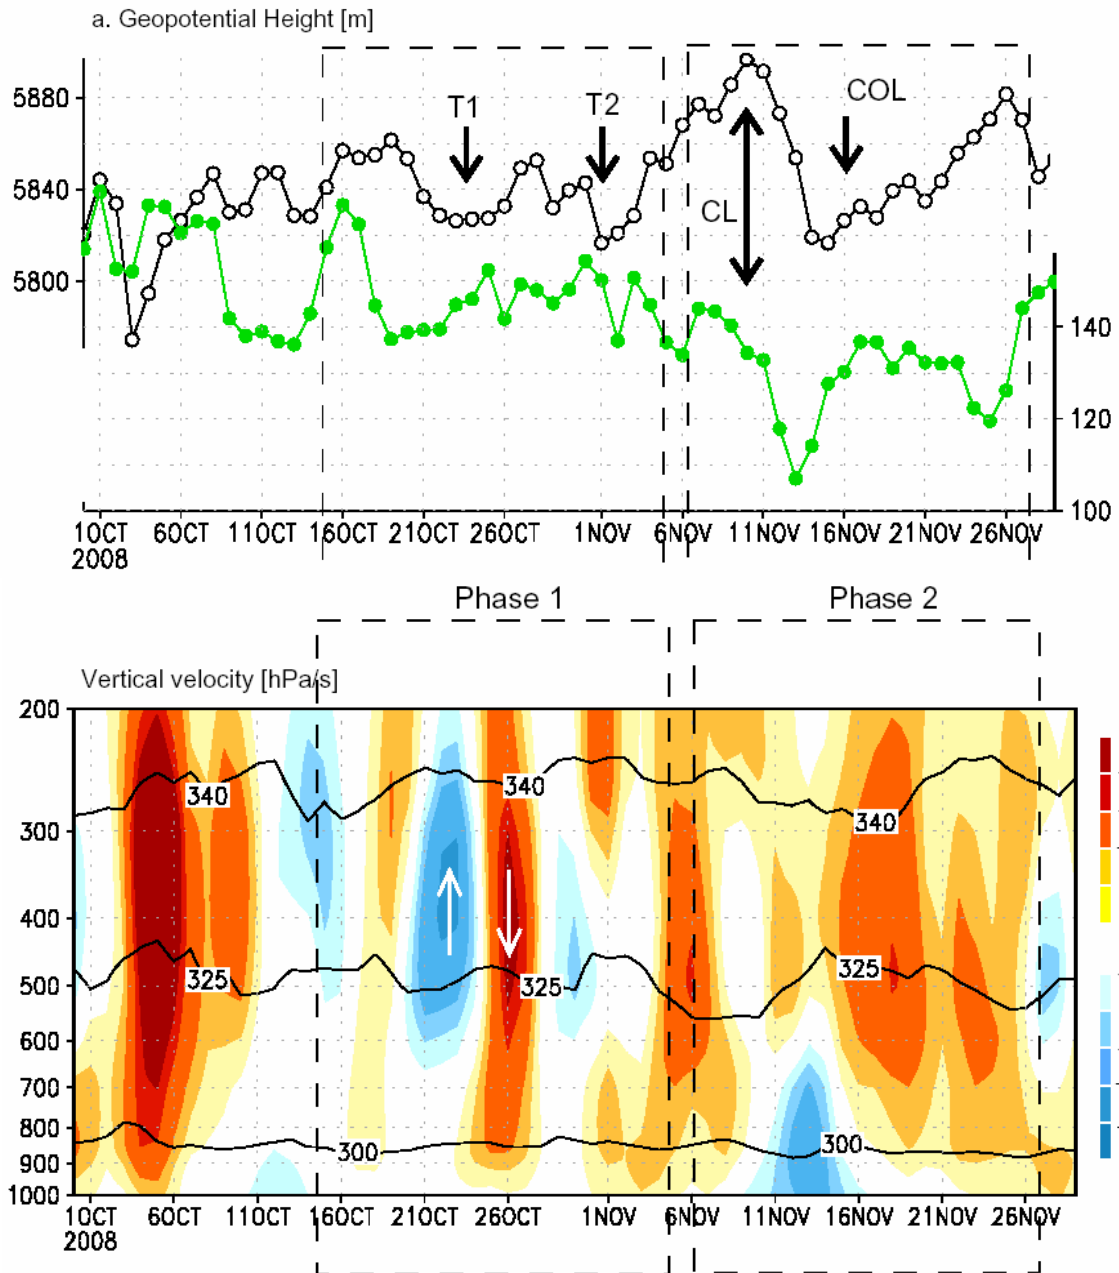 a. Geopotential Height [m]
5880
5840
5800
T1
T2
COL
CL
140
120
100
1OCT 6OCT 11OCT 16OCT 21OCT 26OCT 1NOV 6NOV 11NOV 16NOV 21NOV 26NOV
2008
Phase 1
Phase 2
Vertical velocity [hPa/s]
200
300
400
500
600
700
800
900
1000
340
340
340
325
325
325
300
300
1OCT 6OCT 11OCT 16OCT 21OCT 26OCT 1NOV 6NOV 11NOV 16NOV 21NOV 26NOV
2008